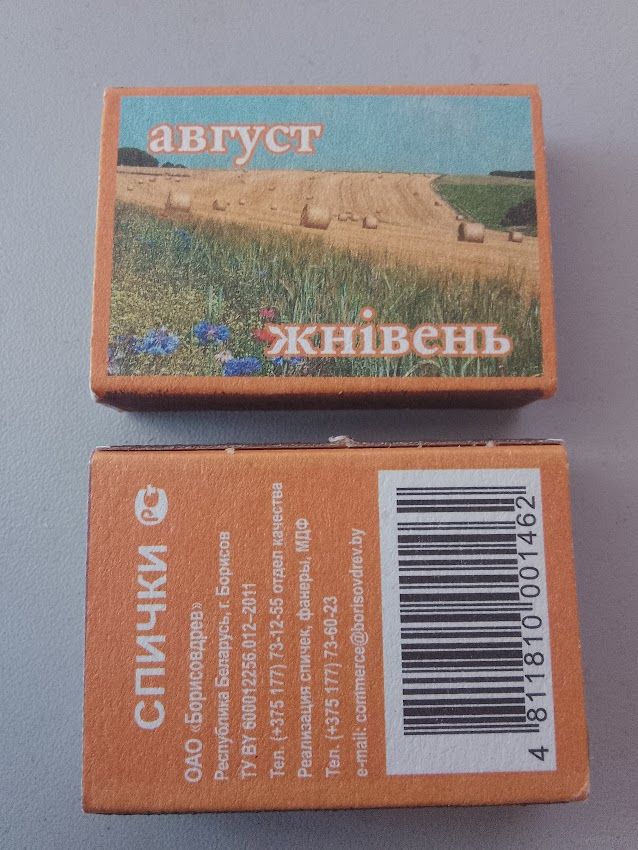 август
жнівень
СПИЧКИ
ОАО «Борисовдрев»
Республика Беларусь, г. Борисов
ТУ BY 600012256.012–2011
Тел. (+375 177) 73-12-55 отдел качества
Реализация спичек, фанеры, МДФ
Тел. (+375 177) 73-60-23
e-mail: commerce@borisovdrev.by
4 811810 001462